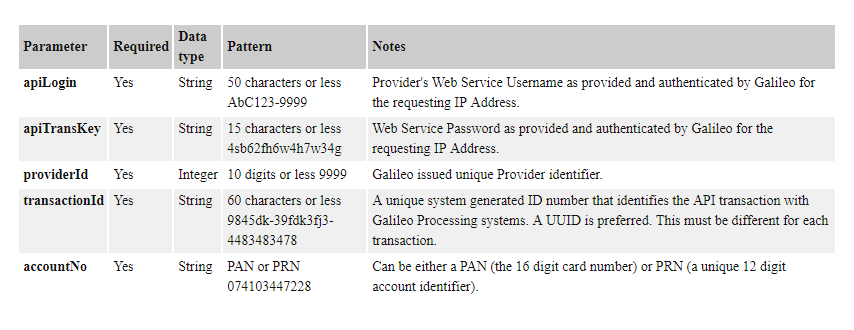 Parameter Required Data type Pattern Notes
apiLogin Yes String 50 characters or less Provider's Web Service Username as provided and authenticated by Galileo for
AbC123-9999 the requesting IP Address.
apiTransKey Yes String 15 characters or less Web Service Password as provided and authenticated by Galileo for the
4sb62fh6w4h7w34g requesting IP Address.
providerId Yes Integer 10 digits or less 9999 Galileo issued unique Provider identifier.
transactionId Yes String 60 characters or less A unique system generated ID number that identifies the API transaction with
9845dk-39fdk3fj3- Galileo Processing systems. A UUID is preferred. This must be different for each
4483483478 transaction.
accountNo Yes String PAN or PRN Can be either a PAN (the 16 digit card number) or PRN (a unique 12 digit
074103447228 account identifier).